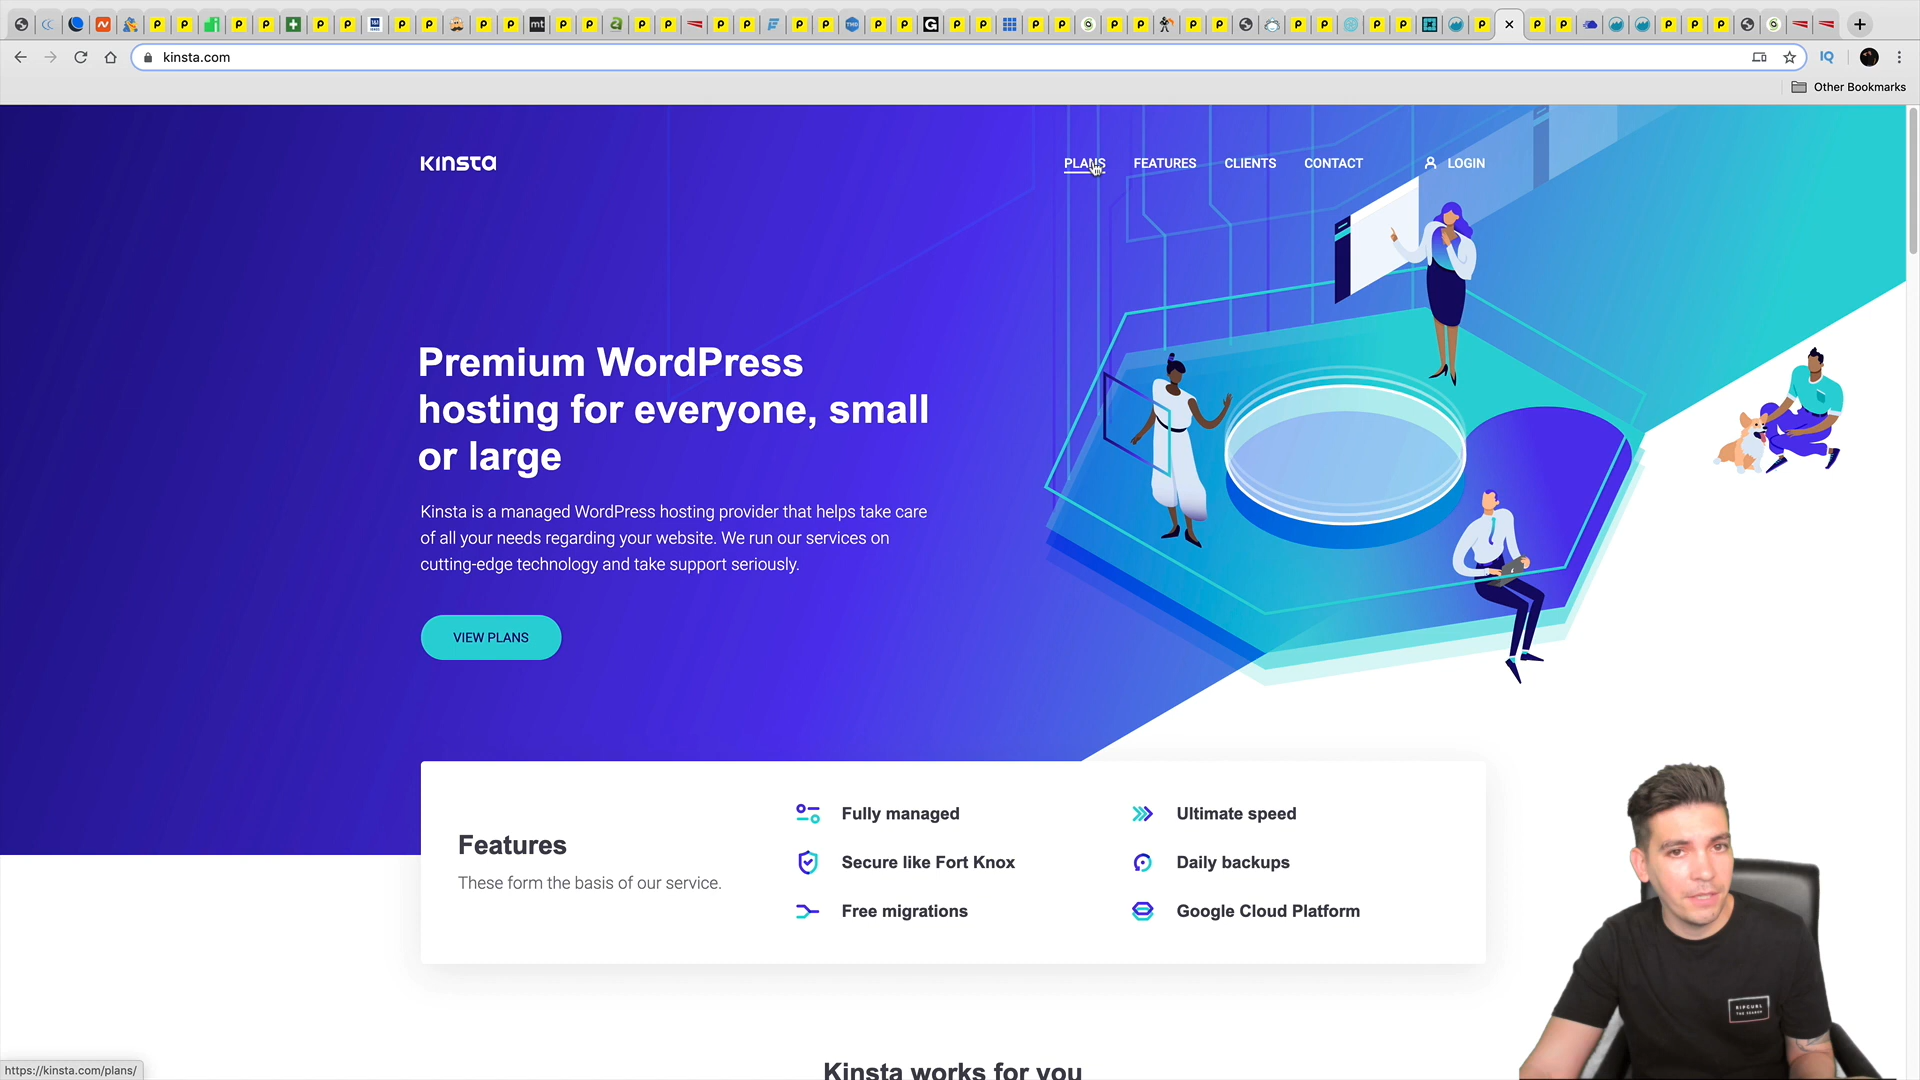 kinsta.com
IQ
Other Bookmarks
KINSTA
PLANS
FEATURES
CLIENTS
CONTACT
LOGIN
Premium WordPress
hosting for everyone, small
or large
Kinsta is a managed WordPress hosting provider that helps take care
of all your needs regarding your website. We run our services on
cutting-edge technology and take support seriously.
VIEW PLANS
Features
These form the basis of our service.
Fully managed
Secure like Fort Knox
Free migrations
Ultimate speed
Daily backups
Google Cloud Platform
RIPCURL
THE SEARCH
Kinsta works for you
https://kinsta.com/plans/